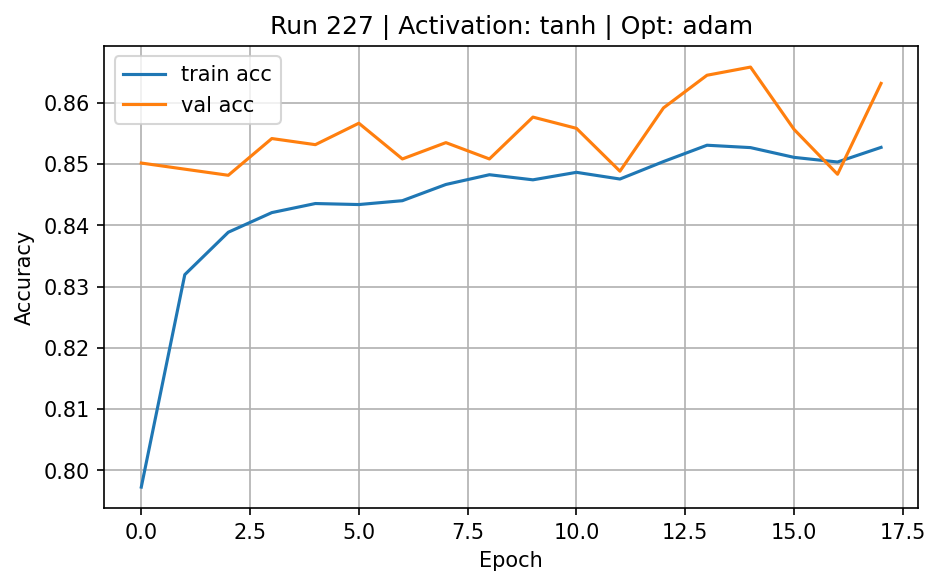 Run 227 | Activation: tanh | Opt: adam
train acc
val acc
0.86
0.85
0.84
0.83
0.82
0.81
0.80
Accuracy
0.0 2.5 5.0 7.5 10.0 12.5 15.0 17.5
Epoch